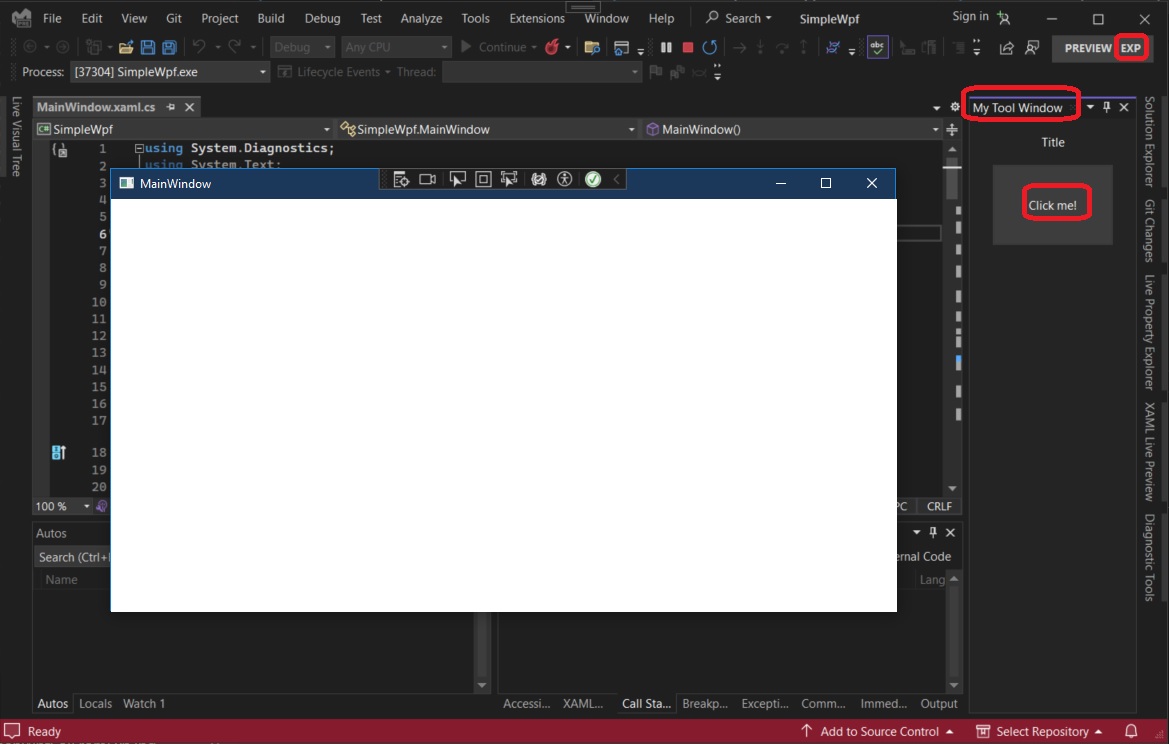 File Edit View Git Project Build Debug Test Analyze Tools Extensions Window Help Search SimpleWpf Sign in
Debug Any CPU Continue abc PREVIEW EXP
Process: [37304] SimpleWpf.exe Lifecycle Events Thread:
Live Visual Tree
MainWindow.xaml.cs
SimpleWpf SimpleWpf.MainWindow MainWindow()
1 using System.Diagnostics;
2 using System.Text;
3
4
5
6
7
8
9
10
11
12
13
14
15
16
17
18
19
20
MainWindow
100 % CRLF
Autos
Search (Ctrl+
Code
Name Lang
Autos Locals Watch 1
Accessi... XAML... Call Sta... Breakp... Excepti... Comm... Immed... Output
My Tool Window
Title
Click me!
Solution Explorer
Git Changes
Live Property Explorer
XAML Live Preview
Diagnostic Tools
Ready Add to Source Control Select Repository